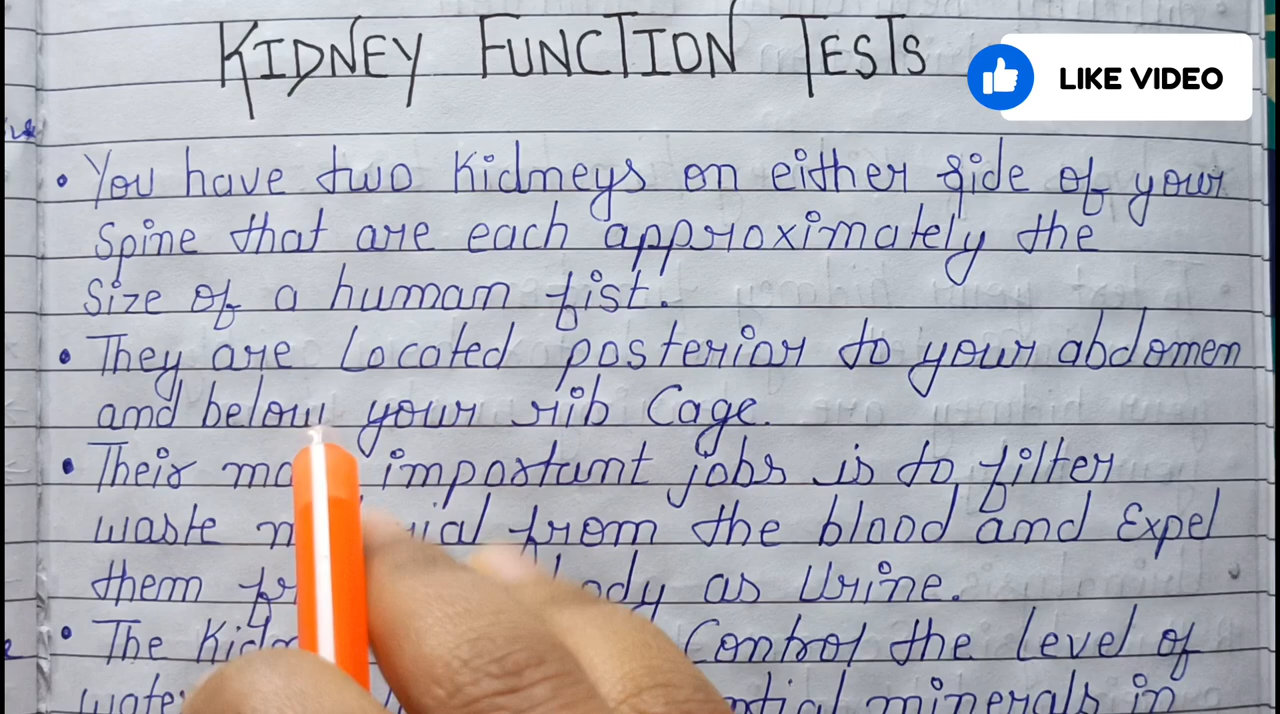 KIDNEY FUNCTION TESTS
LIKE VIDEO
• You have two kidneys on either side of your
spine that are each approximately the
size of a human fist.
• They are Located posterior to your abdomen
and below your rib Cage.
• Their important jobs is to filter
waste from the blood and Expel
them as Urine.
• The Control the Level of
minerals in